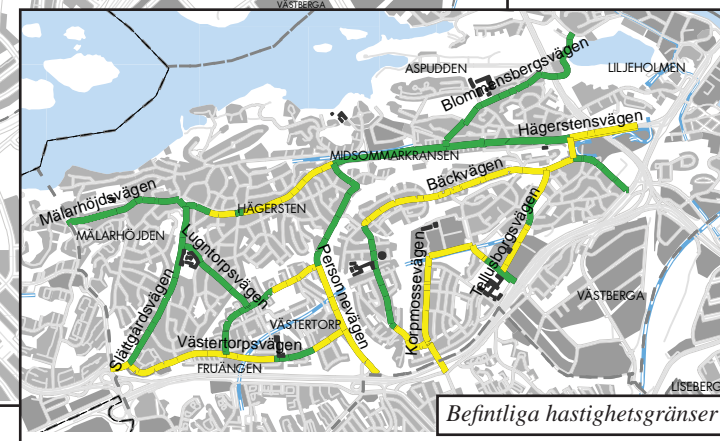 VÄSTBERGA
ASPUDDEN
Blommensbergsvägen
LILJEHOLMEN
Hägerstensvägen
MIDSOMMARKRANSEN
Bäckvägen
Mälarhöjdsvägen
HÄGERSTEN
MÄLARHÖJDEN
Lugntorpsvägen
Personnevägen
Korpmossevägen
Tellusborgsvägen
Slättgårdsvägen
VÄSTBERGA
VÄSTERTORP
Västertorpsvägen
FRUÄNGEN
LISEBERG
Befintliga hastighetsgränser